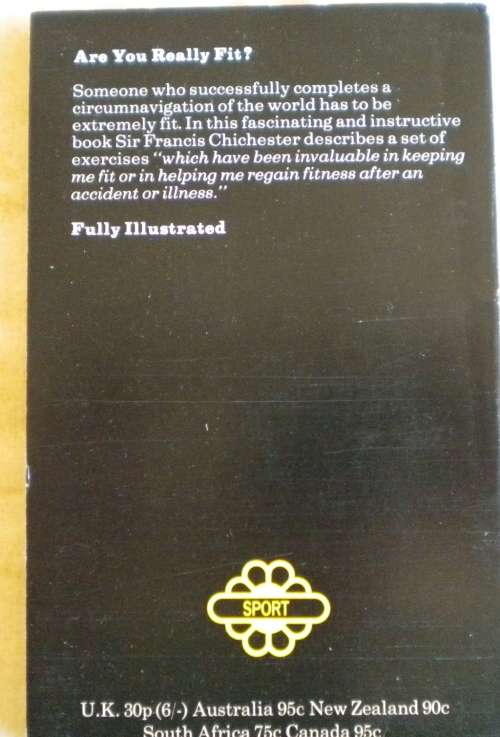 Are You Really Fit?
Someone who successfully completes a
circumnavigation of the world has to be
extremely fit. In this fascinating and instructive
book Sir Francis Chichester describes a set of
exercises "which have been invaluable in keeping
me fit or in helping me regain fitness after an
accident or illness."
Fully Illustrated
SPORT
U.K. 30p (6/-) Australia 95c New Zealand 90c
South Africa 75c Canada 95c